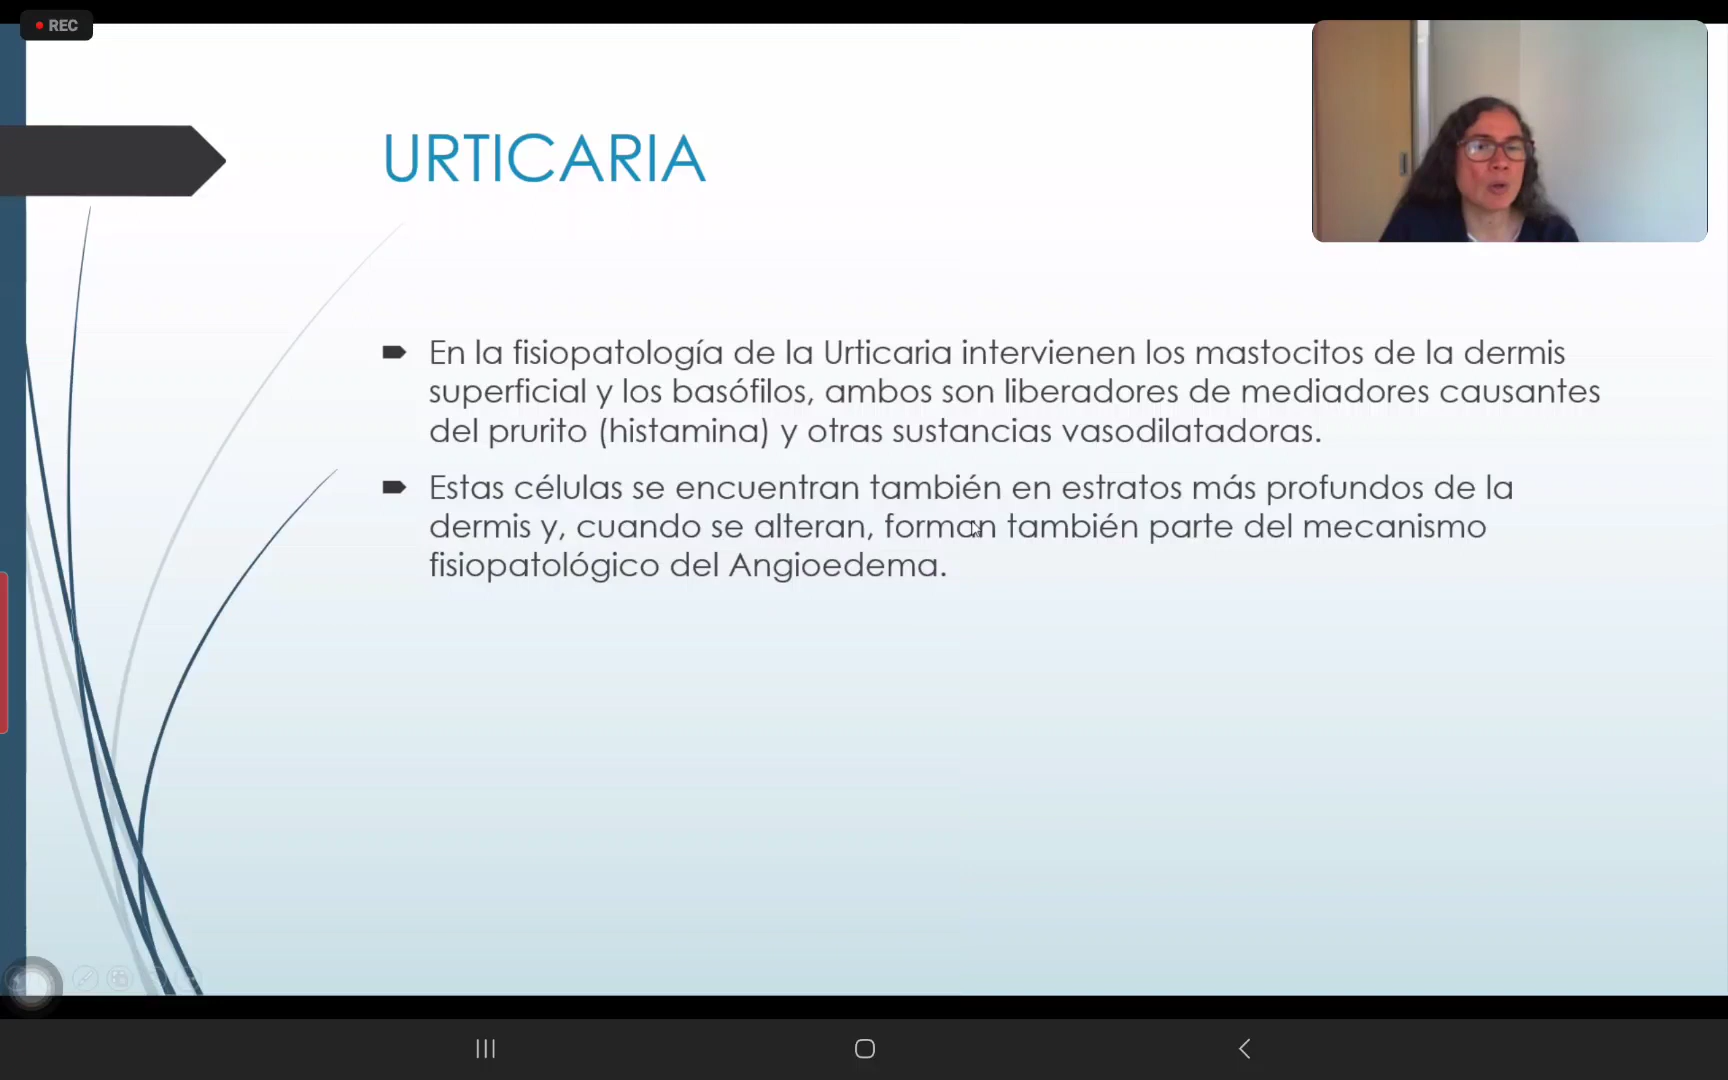 REC
URTICARIA
En la fisiopatología de la Urticaria intervienen los mastocitos de la dermis
superficial y los basófilos, ambos son liberadores de mediadores causantes
del prurito (histamina) y otras sustancias vasodilatadoras.
Estas células se encuentran también en estratos más profundos de la
dermis y, cuando se alteran, forman también parte del mecanismo
fisiopatológico del Angioedema.